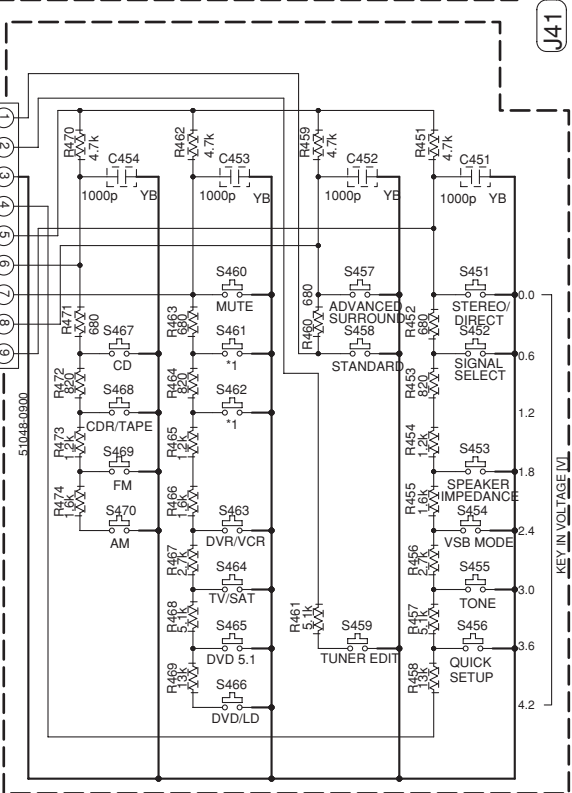 J41
1
2
3
4
5
6
7
8
9
51048-0900
R470
4.7k
C454
1000p
YB
R462
4.7k
C453
1000p
YB
R459
4.7k
C452
1000p
YB
R451
4.7k
C451
1000p
YB
R471
680
S467
CD
R472
820
S468
CDR/TAPE
R473
1.2k
S469
FM
R474
1.6k
S470
AM
S460
MUTE
R463
680
S461
*1
R464
820
S462
*1
R465
1.2k
R466
1.6k
S463
DVR/VCR
R467
2.7k
S464
TV/SAT
R468
5.1k
S465
DVD 5.1
R469
13k
S466
DVD/LD
S457
ADVANCED
SURROUND
R460
680
S458
STANDARD
R461
5.1k
S459
TUNER EDIT
S451
STEREO/
DIRECT
R452
680
S452
SIGNAL
SELECT
R453
820
R454
1.2k
S453
SPEAKER
IMPEDANCE
R455
1.6k
S454
VSB MODE
R456
2.7k
S455
TONE
R457
5.1k
S456
QUICK
SETUP
R458
13k
0.0
0.6
1.2
1.8
2.4
3.0
3.6
4.2
KEY IN VOLTAGE [V]